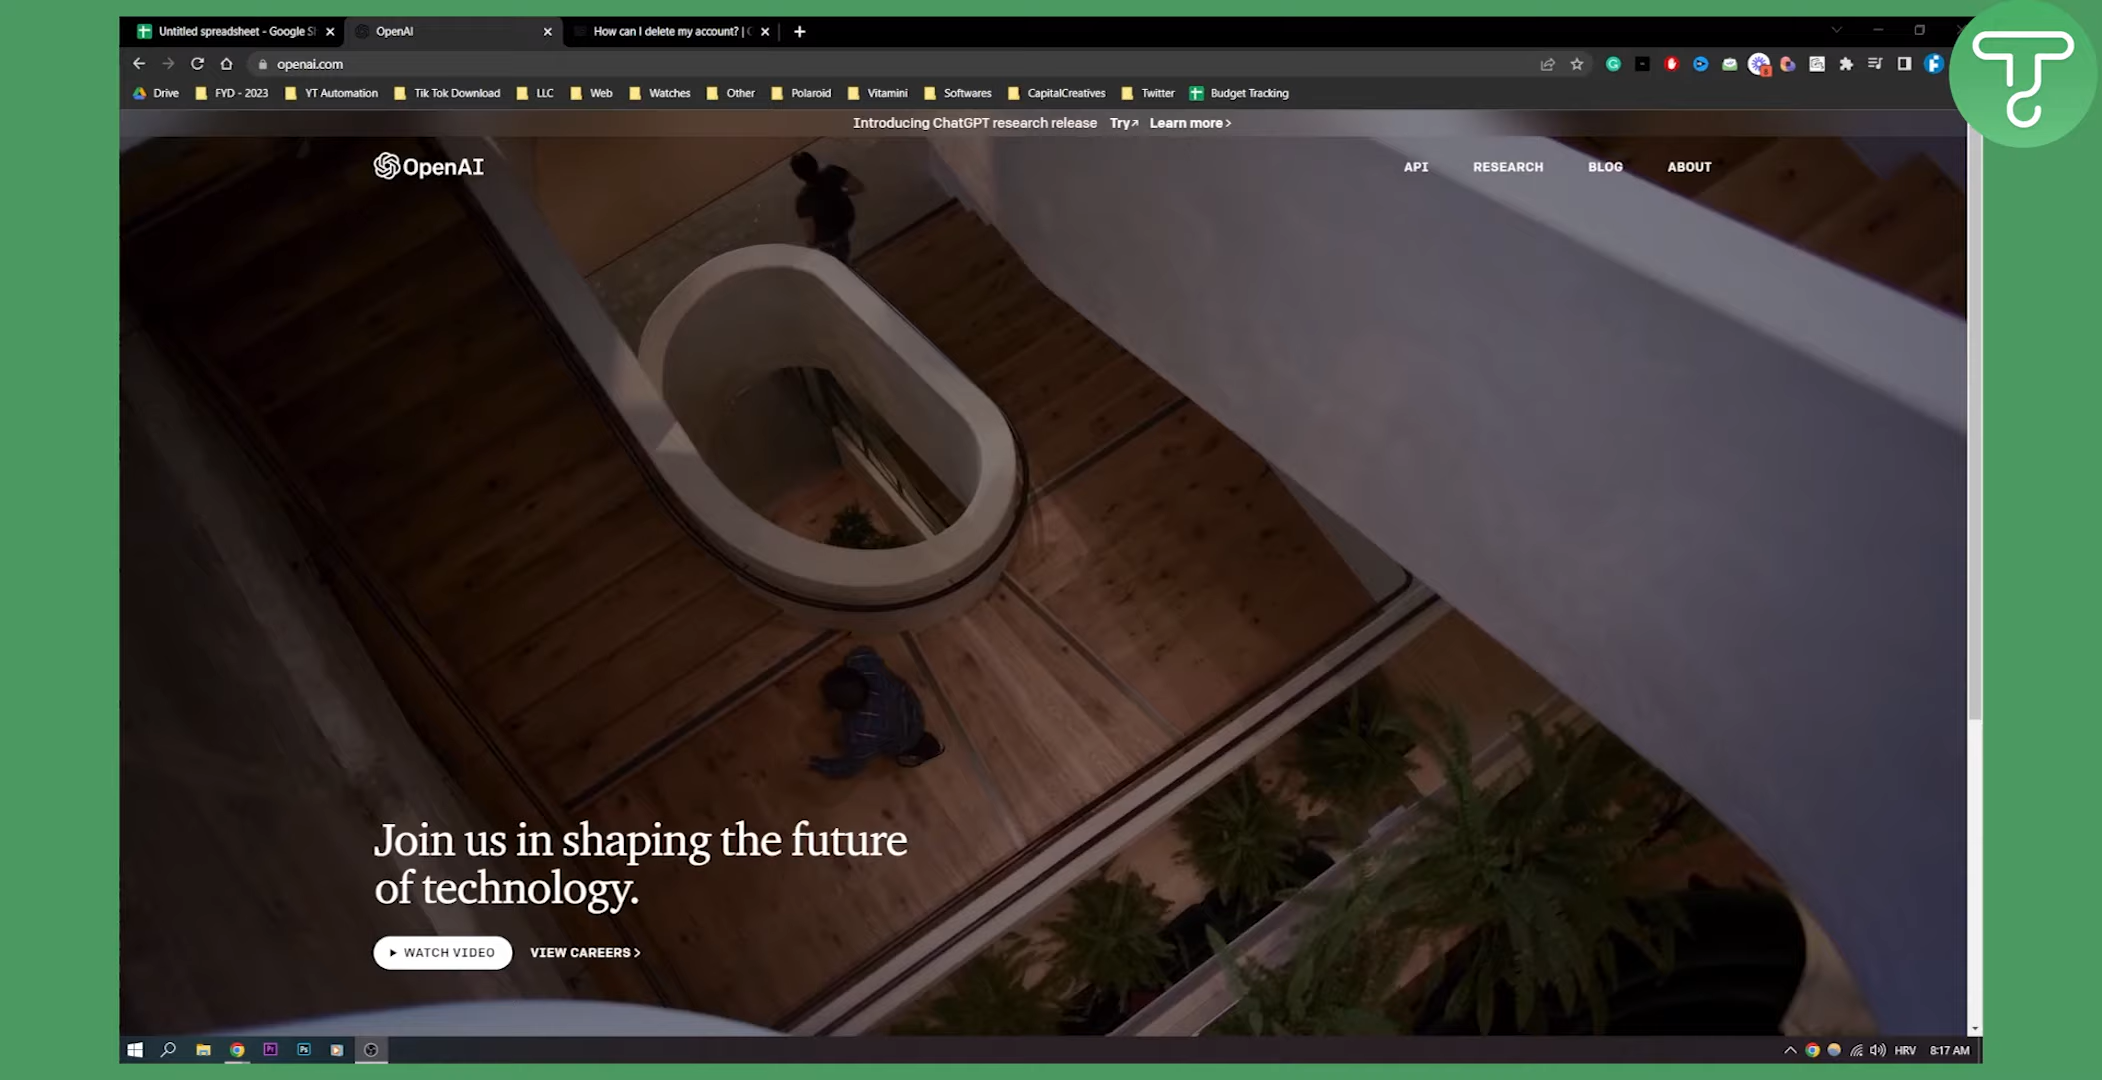 Untitled spreadsheet - Google S
OpenAI
How can I delete my account? |
openai.com
Drive
FYD - 2023
YT Automation
Tik Tok Download
LLC
Web
Watches
Other
Polaroid
Vitamini
Softwares
CapitalCreatives
Twitter
Budget Tracking
Introducing ChatGPT research release Try↗ Learn more >
OpenAI
API
RESEARCH
BLOG
ABOUT
Join us in shaping the future
of technology.
WATCH VIDEO
VIEW CAREERS >
Pr
Ps
HRV
8:17 AM